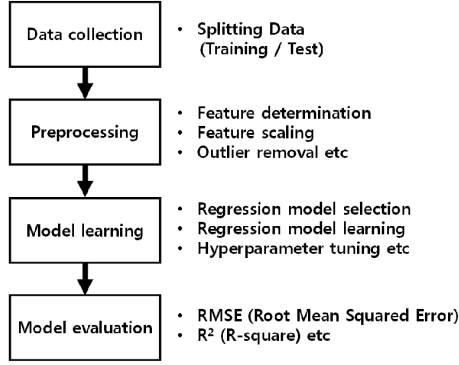 Data collection
• Splitting Data
(Training / Test)
Preprocessing
• Feature determination
• Feature scaling
• Outlier removal etc
Model learning
• Regression model selection
• Regression model learning
• Hyperparameter tuning etc
Model evaluation
• RMSE (Root Mean Squared Error)
• R² (R-square) etc